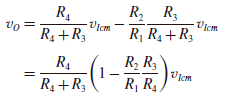 v_O = \frac{R_4}{R_4 + R_3} v_{Icm} - \frac{R_2}{R_1} \frac{R_3}{R_4 + R_3} v_{Icm}
= \frac{R_4}{R_4 + R_3} \left( 1 - \frac{R_2}{R_1} \frac{R_3}{R_4} \right) v_{Icm}